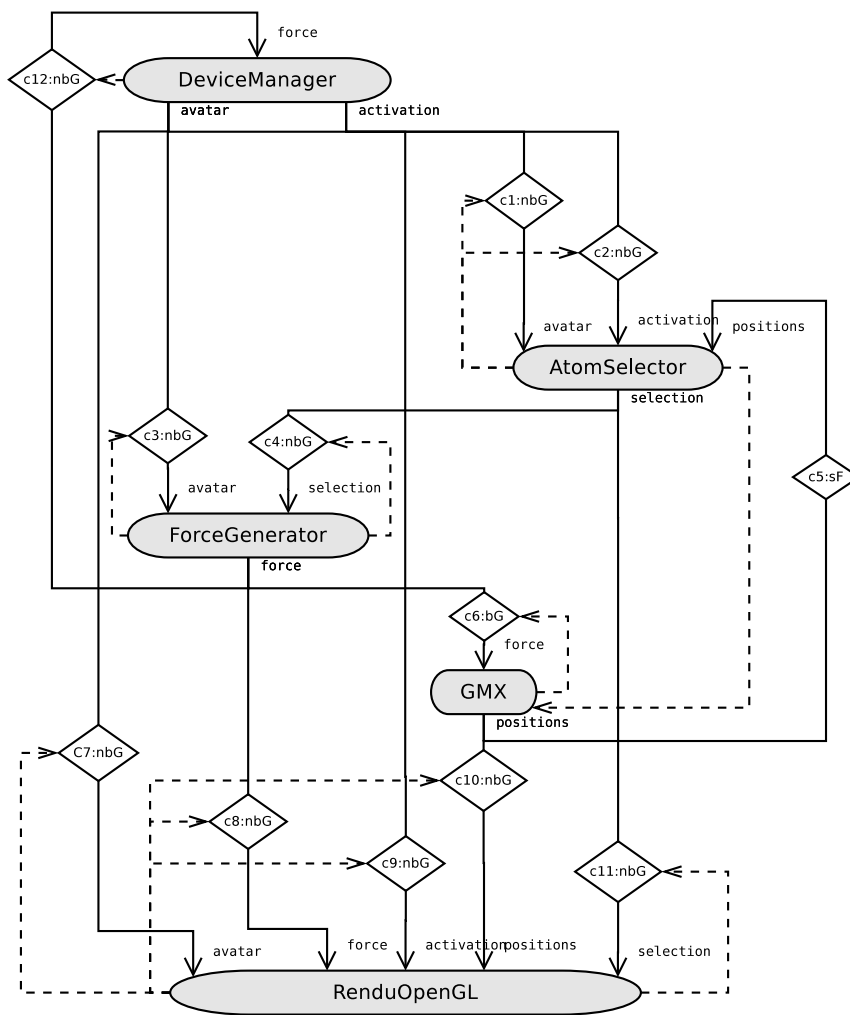 force
c12:nbG
DeviceManager
avatar
activation
c1:nbG
c2:nbG
avatar
activation
positions
AtomSelector
selection
c3:nbG
c4:nbG
c5:sF
avatar
selection
ForceGenerator
force
c6:bG
force
GMX
positions
C7:nbG
c10:nbG
c8:nbG
c9:nbG
c11:nbG
avatar
force
activation
positions
selection
RenduOpenGL